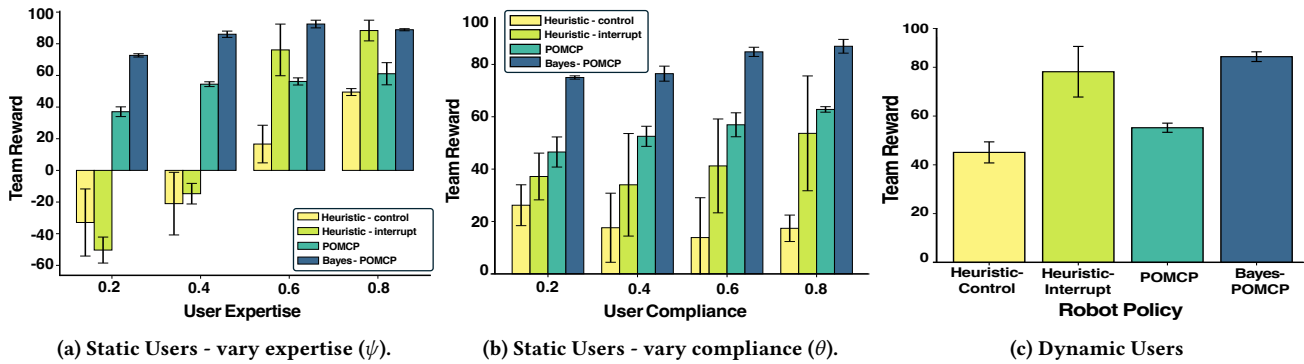 100
80
60
40
20
0
-20
-40
-60
Team Reward
Heuristic - control
Heuristic - interrupt
POMCP
Bayes - POMCP
0.2 0.4 0.6 0.8
User Expertise
(a) Static Users - vary expertise (ψ).
100
80
60
40
20
0
Team Reward
Heuristic - control
Heuristic - interrupt
POMCP
Bayes - POMCP
0.2 0.4 0.6 0.8
User Compliance
(b) Static Users - vary compliance (θ).
100
80
60
40
20
0
Team Reward
Heuristic-
Control
Heuristic-
Interrupt
POMCP
Bayes-
POMCP
Robot Policy
(c) Dynamic Users